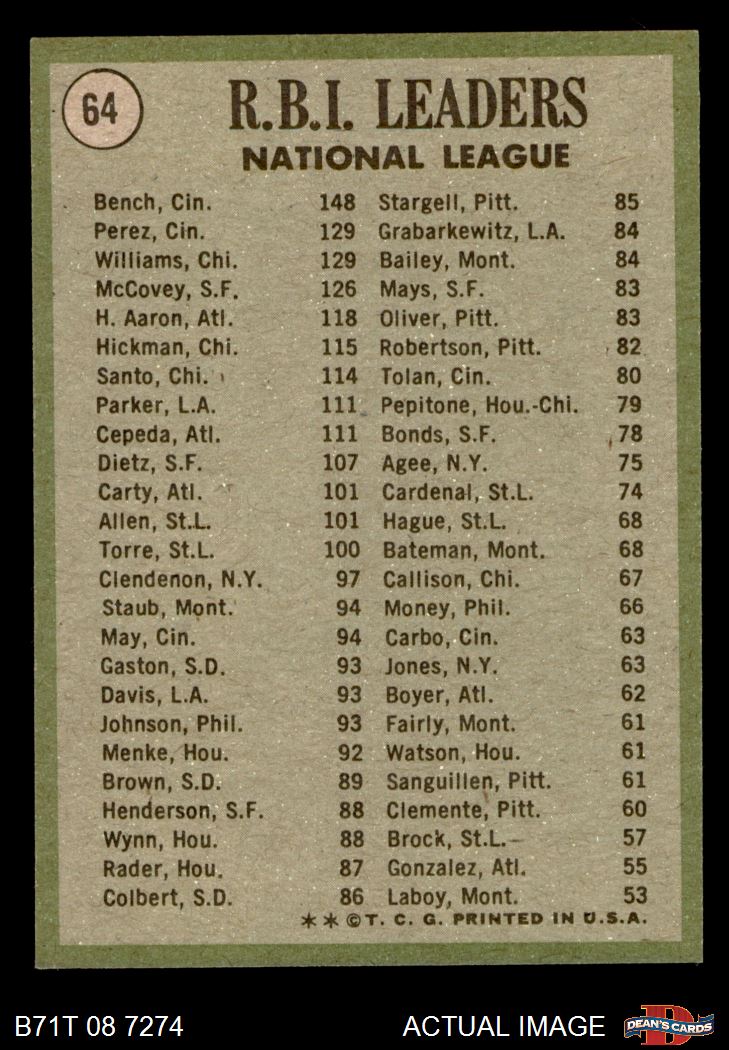 64
R.B.I. LEADERS
NATIONAL LEAGUE
Bench, Cin. 148 Stargell, Pitt. 85
Perez, Cin. 129 Grabarkewitz, L.A. 84
Williams, Chi. 129 Bailey, Mont. 84
McCovey, S.F. 126 Mays, S.F. 83
H. Aaron, Atl. 118 Oliver, Pitt. 83
Hickman, Chi. 115 Robertson, Pitt. 82
Santo, Chi. 114 Tolan, Cin. 80
Parker, L.A. 111 Pepitone, Hou.-Chi. 79
Cepeda, Atl. 111 Bonds, S.F. 78
Dietz, S.F. 107 Agee, N.Y. 75
Carty, Atl. 101 Cardenal, St.L. 74
Allen, St.L. 101 Hague, St.L. 68
Torre, St.L. 100 Bateman, Mont. 68
Clendenon, N.Y. 97 Callison, Chi. 67
Staub, Mont. 94 Money, Phil. 66
May, Cin. 94 Carbo, Cin. 63
Gaston, S.D. 93 Jones, N.Y. 63
Davis, L.A. 93 Boyer, Atl. 62
Johnson, Phil. 93 Fairly, Mont. 61
Menke, Hou. 92 Watson, Hou. 61
Brown, S.D. 89 Sanguillen, Pitt. 61
Henderson, S.F. 88 Clemente, Pitt. 60
Wynn, Hou. 88 Brock, St.L. 57
Rader, Hou. 87 Gonzalez, Atl. 55
Colbert, S.D. 86 Laboy, Mont. 53
**©T. C. G. PRINTED IN U.S.A.
B71T 08 7274 ACTUAL IMAGE DEAN'S CARDS